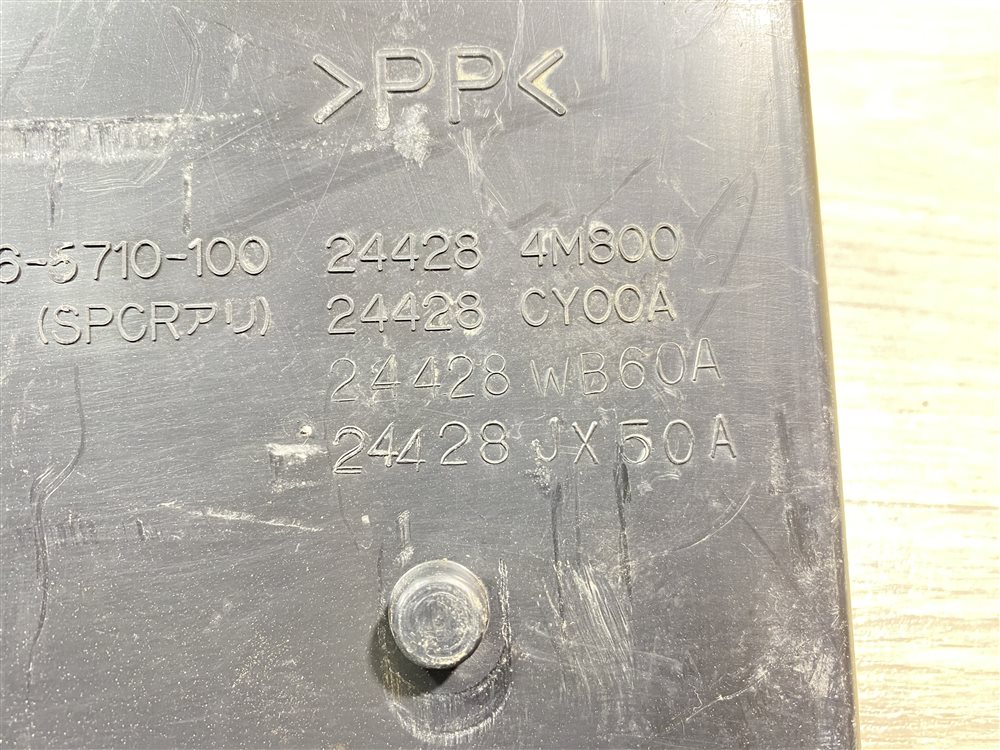 >PP<
6-5710-100 24428 4M800
(SPCRアリ) 24428 CY00A
24428 WB60A
24428 JX50A